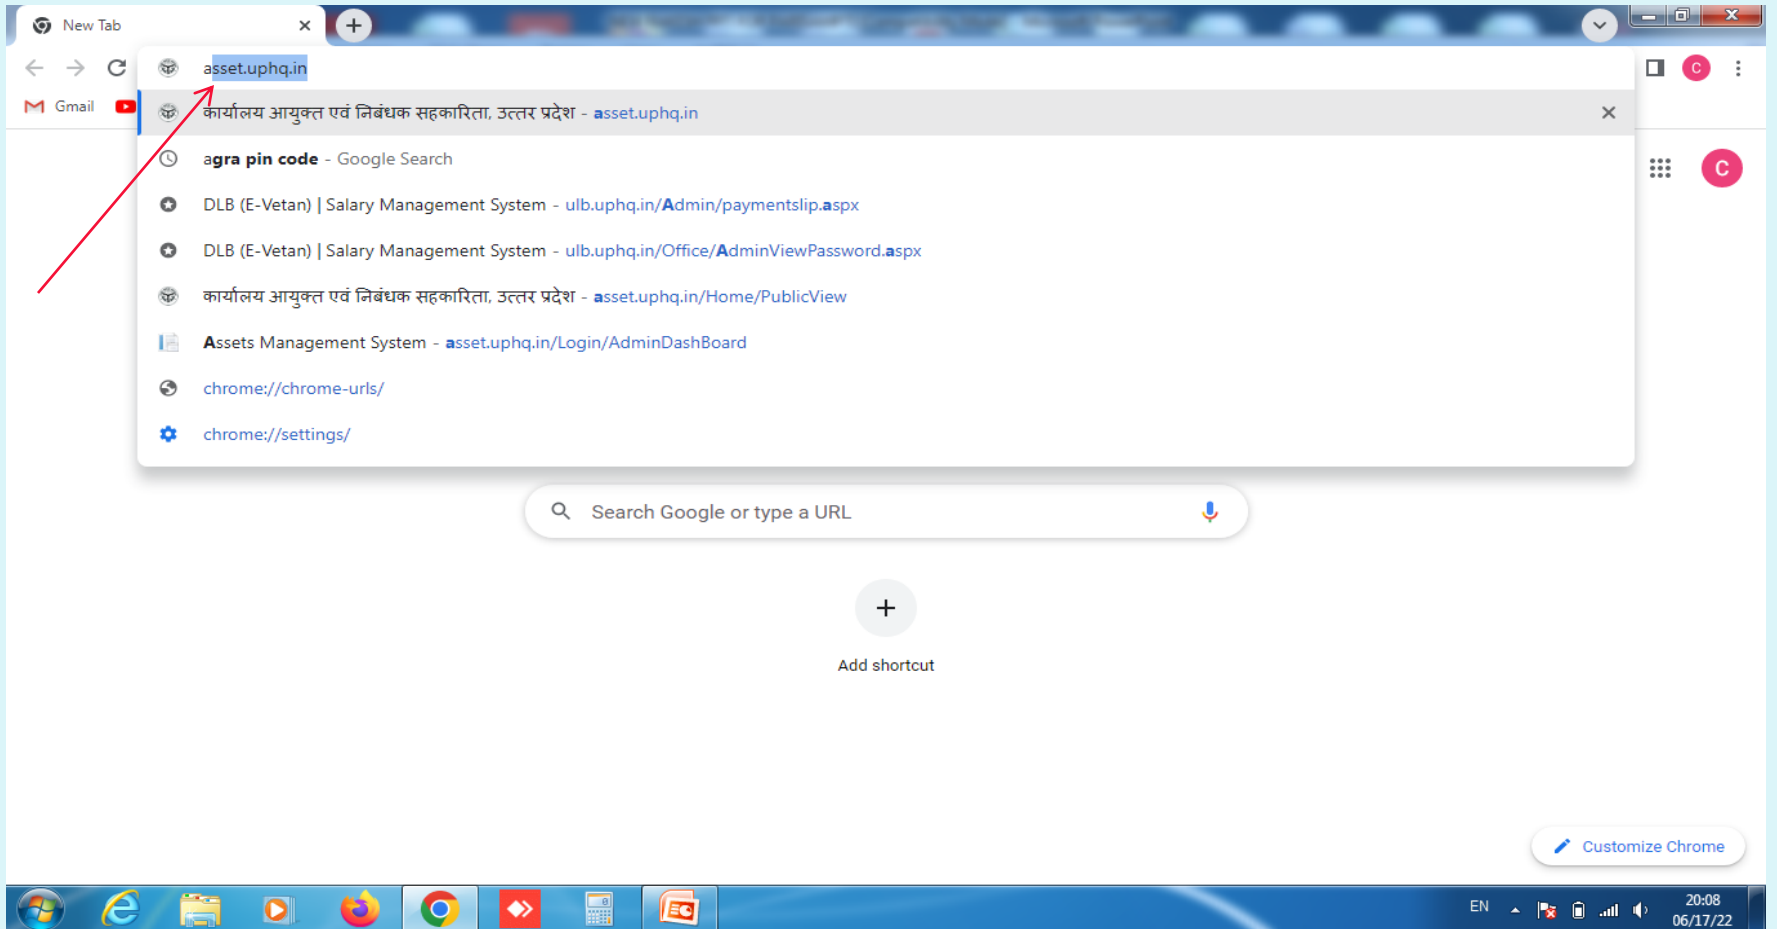 New Tab
asset.uphq.in
Gmail
कार्यालय आयुक्त एवं निबंधक सहकारिता, उत्तर प्रदेश - asset.uphq.in
agra pin code - Google Search
C
DLB (E-Vetan) | Salary Management System - ulb.uphq.in/Admin/paymentslip.aspx
DLB (E-Vetan) | Salary Management System - ulb.uphq.in/Office/AdminViewPassword.aspx
कार्यालय आयुक्त एवं निबंधक सहकारिता, उत्तर प्रदेश - asset.uphq.in/Home/PublicView
Assets Management System - asset.uphq.in/Login/AdminDashBoard
chrome://chrome-urls/
chrome://settings/
Search Google or type a URL
Add shortcut
Customize Chrome
EN
20:08
06/17/22